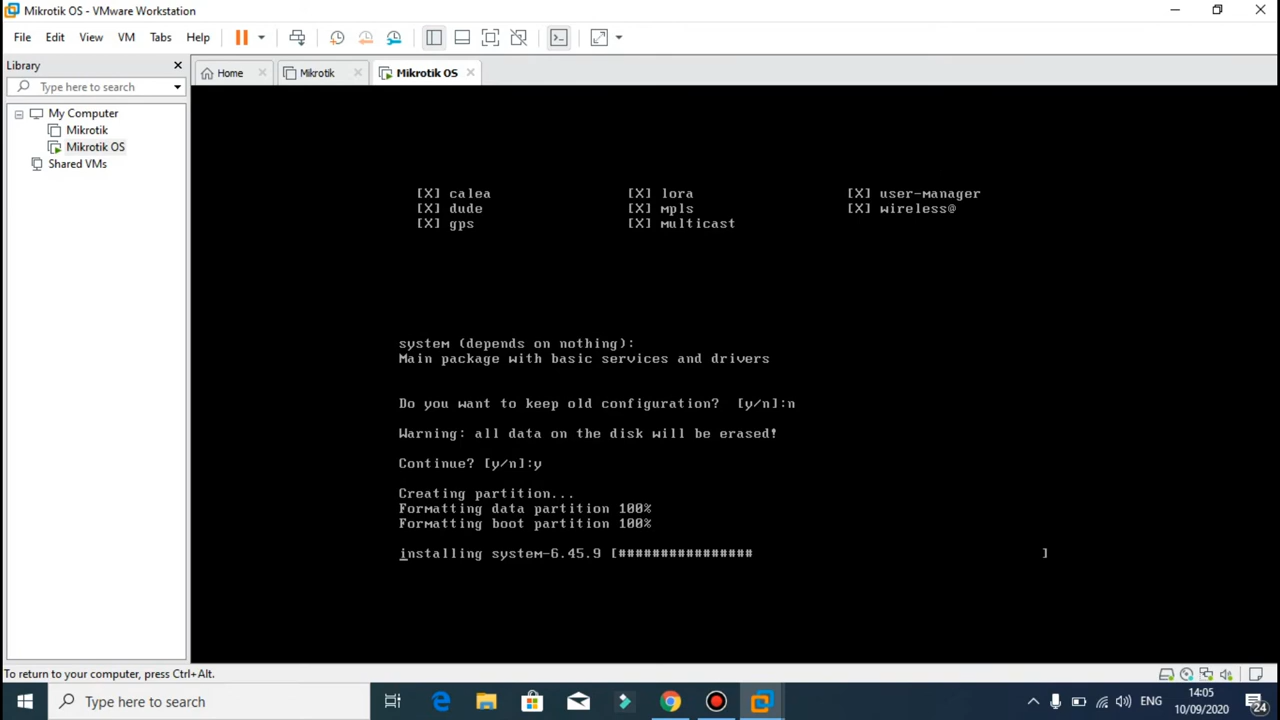 Mikrotik OS - VMware Workstation
File Edit View VM Tabs Help
Library
Type here to search
My Computer
Mikrotik
Mikrotik OS
Shared VMs
Home Mikrotik Mikrotik OS
[X] calea [X] lora [X] user-manager
[X] dude [X] mpls [X] wireless@
[X] gps [X] multicast
system (depends on nothing):
Main package with basic services and drivers
Do you want to keep old configuration? [y/n]:n
Warning: all data on the disk will be erased!
Continue? [y/n]:y
Creating partition...
Formatting data partition 100%
Formatting boot partition 100%
installing system-6.45.9 [################ ]
To return to your computer, press Ctrl+Alt.
Type here to search
ENG
14:05
10/09/2020
24